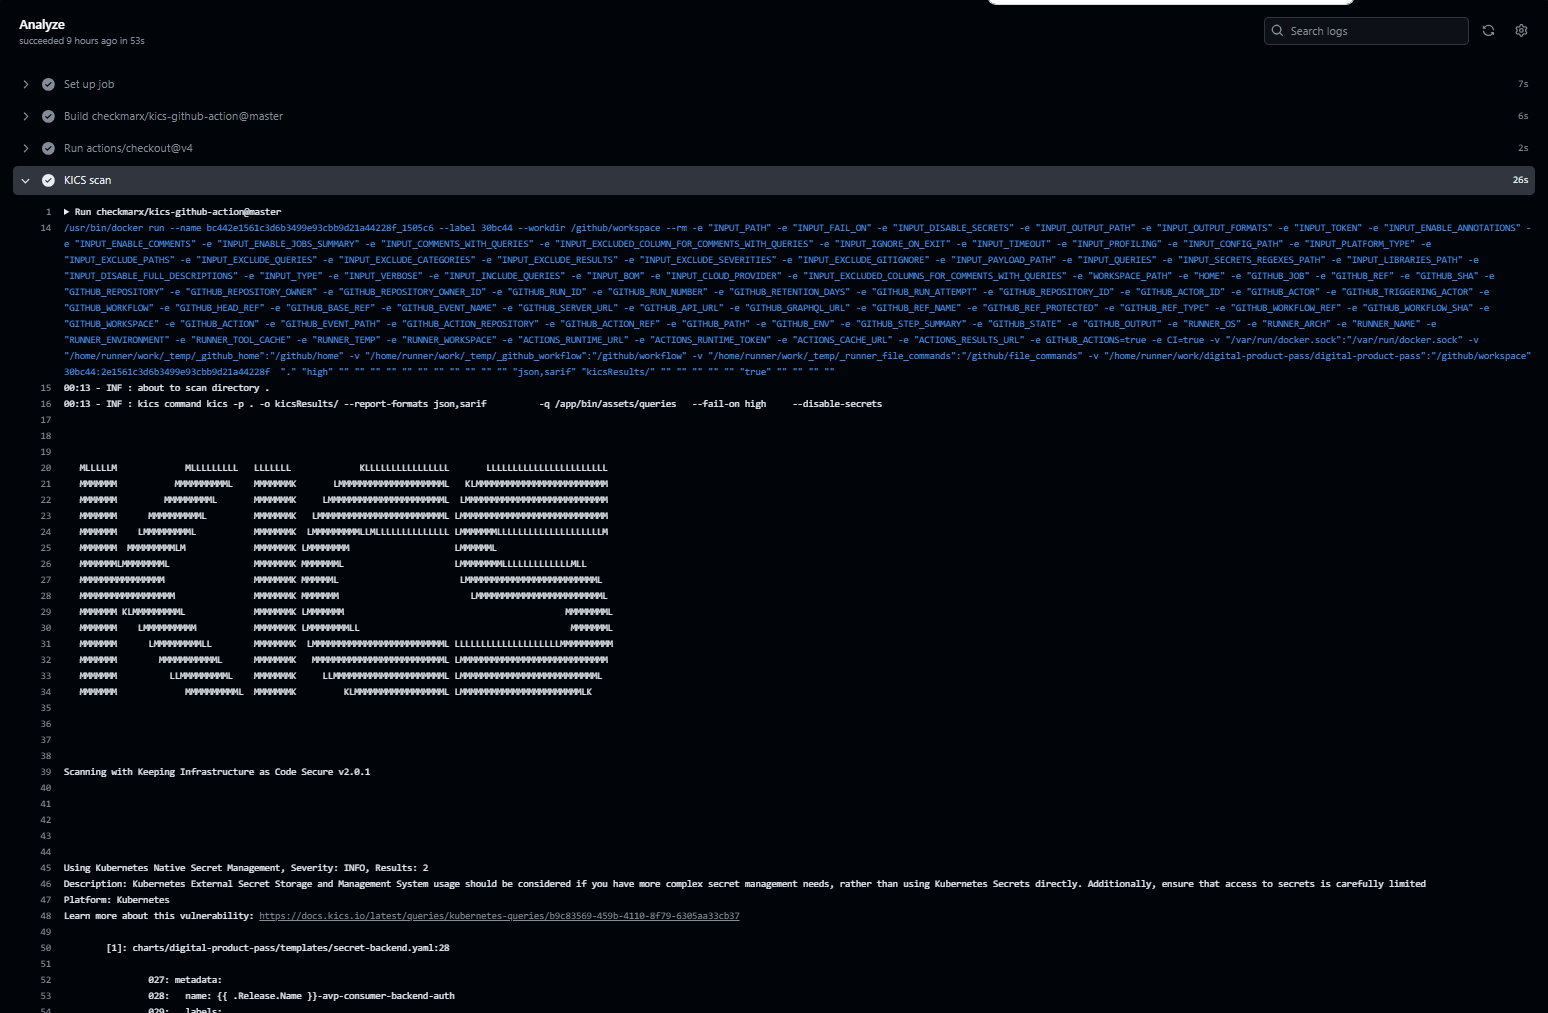 Analyze
succeeded 9 hours ago in 53s
Search logs
Set up job 7s
Build checkmarx/kics-github-action@master 6s
Run actions/checkout@v4 2s
KICS scan 26s
1 Run checkmarx/kics-github-action@master
14 /usr/bin/docker run --name bc442e1561c3d6b3499e93cbb9d21a44228f_1505c6 --label 30bc44 --workdir /github/workspace --rm -e "INPUT_PATH" -e "INPUT_FAIL_ON" -e "INPUT_DISABLE_SECRETS" -e "INPUT_OUTPUT_PATH" -e "INPUT_OUTPUT_FORMATS" -e "INPUT_TOKEN" -e "INPUT_ENABLE_ANNOTATIONS" -
e "INPUT_ENABLE_COMMENTS" -e "INPUT_ENABLE_JOBS_SUMMARY" -e "INPUT_COMMENTS_WITH_QUERIES" -e "INPUT_EXCLUDED_COLUMN_FOR_COMMENTS_WITH_QUERIES" -e "INPUT_IGNORE_ON_EXIT" -e "INPUT_TIMEOUT" -e "INPUT_PROFILING" -e "INPUT_CONFIG_PATH" -e "INPUT_PLATFORM_TYPE" -e
"INPUT_EXCLUDE_PATHS" -e "INPUT_EXCLUDE_QUERIES" -e "INPUT_EXCLUDE_CATEGORIES" -e "INPUT_EXCLUDE_RESULTS" -e "INPUT_EXCLUDE_SEVERITIES" -e "INPUT_EXCLUDE_GITIGNORE" -e "INPUT_PAYLOAD_PATH" -e "INPUT_QUERIES" -e "INPUT_SECRETS_REGEXES_PATH" -e "INPUT_LIBRARIES_PATH" -e
"INPUT_DISABLE_FULL_DESCRIPTIONS" -e "INPUT_TYPE" -e "INPUT_VERBOSE" -e "INPUT_INCLUDE_QUERIES" -e "INPUT_BOM" -e "INPUT_CLOUD_PROVIDER" -e "INPUT_EXCLUDED_COLUMNS_FOR_COMMENTS_WITH_QUERIES" -e "WORKSPACE_PATH" -e "HOME" -e "GITHUB_JOB" -e "GITHUB_REF" -e "GITHUB_SHA" -e
"GITHUB_REPOSITORY" -e "GITHUB_REPOSITORY_OWNER" -e "GITHUB_REPOSITORY_OWNER_ID" -e "GITHUB_RUN_ID" -e "GITHUB_RUN_NUMBER" -e "GITHUB_RETENTION_DAYS" -e "GITHUB_RUN_ATTEMPT" -e "GITHUB_REPOSITORY_ID" -e "GITHUB_ACTOR_ID" -e "GITHUB_ACTOR" -e "GITHUB_TRIGGERING_ACTOR" -e
"GITHUB_WORKFLOW" -e "GITHUB_HEAD_REF" -e "GITHUB_BASE_REF" -e "GITHUB_EVENT_NAME" -e "GITHUB_SERVER_URL" -e "GITHUB_API_URL" -e "GITHUB_GRAPHQL_URL" -e "GITHUB_REF_NAME" -e "GITHUB_REF_PROTECTED" -e "GITHUB_REF_TYPE" -e "GITHUB_WORKFLOW_REF" -e "GITHUB_WORKFLOW_SHA" -e
"GITHUB_WORKSPACE" -e "GITHUB_ACTION" -e "GITHUB_EVENT_PATH" -e "GITHUB_ACTION_REPOSITORY" -e "GITHUB_ACTION_REF" -e "GITHUB_PATH" -e "GITHUB_ENV" -e "GITHUB_STEP_SUMMARY" -e "GITHUB_STATE" -e "GITHUB_OUTPUT" -e "RUNNER_OS" -e "RUNNER_ARCH" -e "RUNNER_NAME" -e
"RUNNER_ENVIRONMENT" -e "RUNNER_TOOL_CACHE" -e "RUNNER_TEMP" -e "RUNNER_WORKSPACE" -e "ACTIONS_RUNTIME_URL" -e "ACTIONS_RUNTIME_TOKEN" -e "ACTIONS_CACHE_URL" -e "ACTIONS_RESULTS_URL" -e GITHUB_ACTIONS=true -e CI=true -v "/var/run/docker.sock":"/var/run/docker.sock" -v
"/home/runner/work/_temp/_github_home":"/github/home" -v "/home/runner/work/_temp/_github_workflow":"/github/workflow" -v "/home/runner/work/_temp/_runner_file_commands":"/github/file_commands" -v "/home/runner/work/digital-product-pass/digital-product-pass":"/github/workspace"
30bc44:2e1561c3d6b3499e93cbb9d21a44228f "." "high" "" "" "" "" "" "" "" "" "" "" "" "json,sarif" "kicsResults/" "" "" "" "" "" "true" "" "" "" ""
15 00:13 - INF : about to scan directory .
16 00:13 - INF : kics command kics -p . -o kicsResults/ --report-formats json,sarif -q /app/bin/assets/queries --fail-on high --disable-secrets
17
18
19
20
21
22
23
24
25
26
27
28
29
30
31
32
33
34
35
36
37
38
39 Scanning with Keeping Infrastructure as Code Secure v2.0.1
40
41
42
43
44
45 Using Kubernetes Native Secret Management, Severity: INFO, Results: 2
46 Description: Kubernetes External Secret Storage and Management System usage should be considered if you have more complex secret management needs, rather than using Kubernetes Secrets directly. Additionally, ensure that access to secrets is carefully limited
47 Platform: Kubernetes
48 Learn more about this vulnerability: https://docs.kics.io/latest/queries/kubernetes-queries/b9c83569-459b-4110-8f79-6305aa33cb37
49
50 [1]: charts/digital-product-pass/templates/secret-backend.yaml:28
51
52 027: metadata:
53 028: name: {{ .Release.Name }}-avp-consumer-backend-auth
54 029: labels: